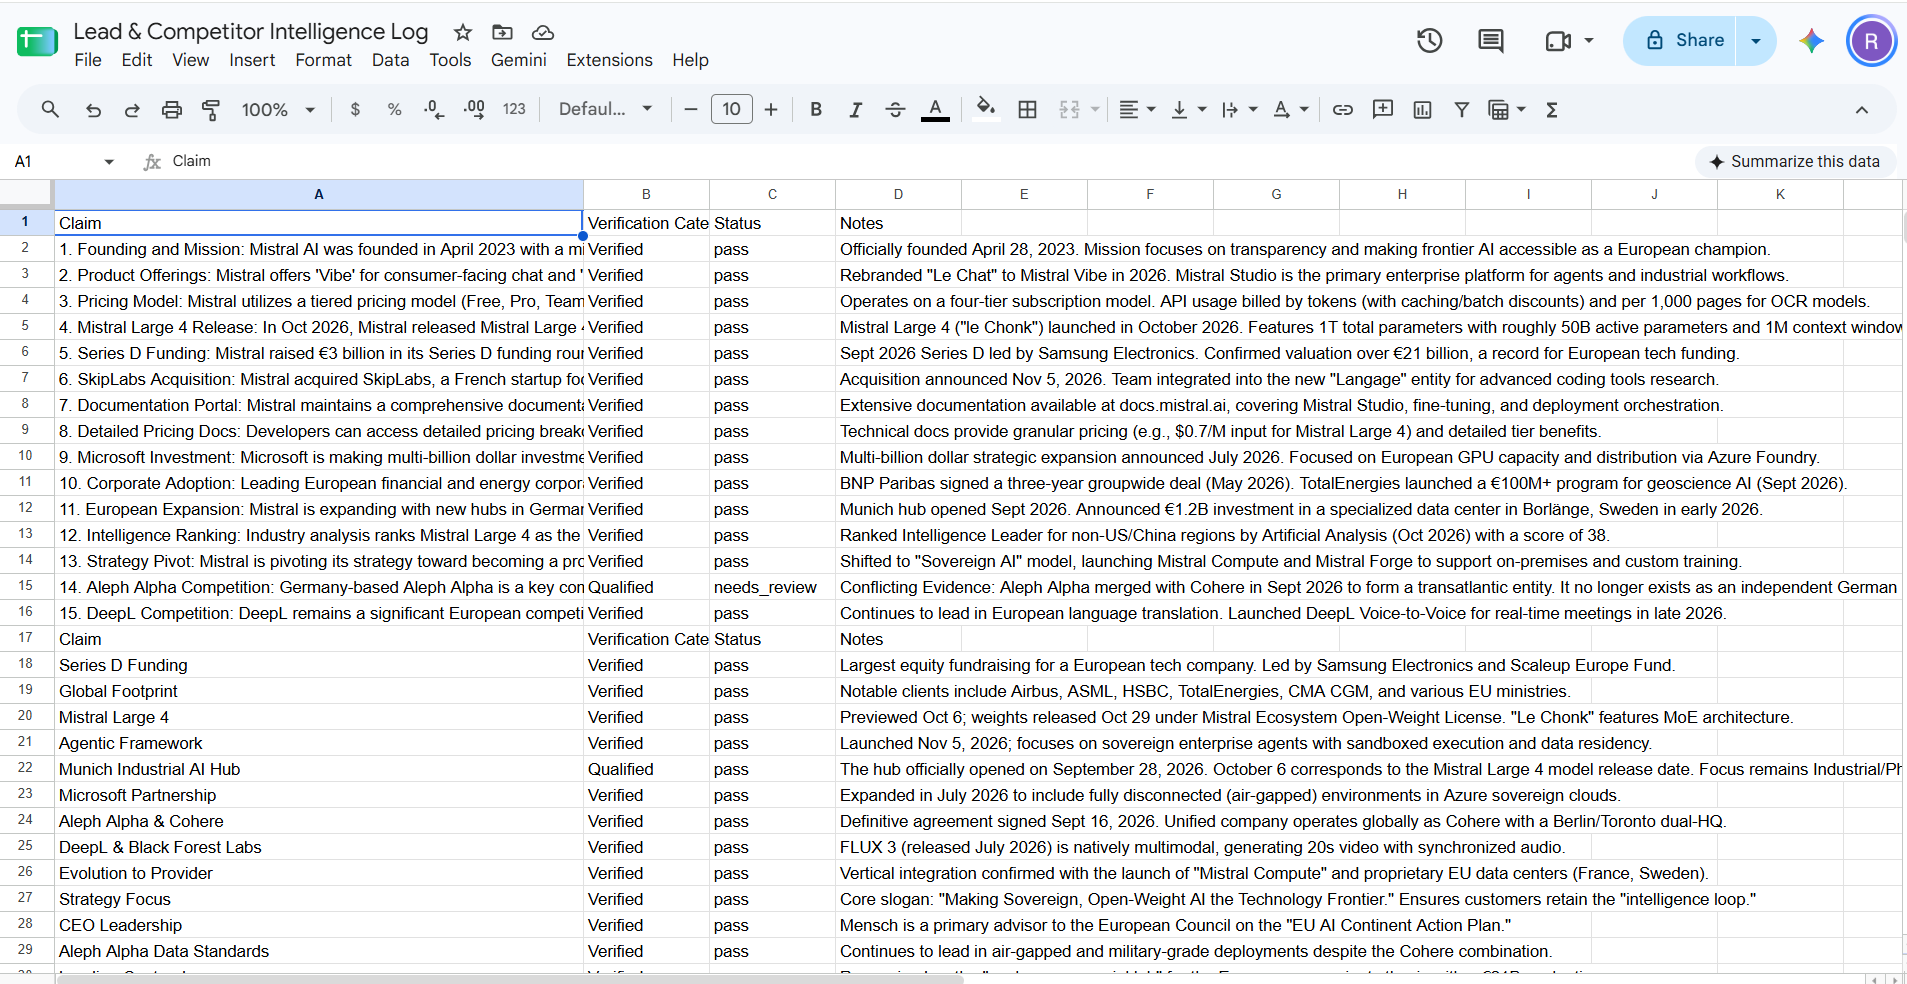 Lead & Competitor Intelligence Log
File Edit View Insert Format Data Tools Gemini Extensions Help
Share
R
100% $ % .0 .00 123 Defaul... 10 B I A Σ
A1 fx Claim
Summarize this data
A B C D E F G H I J K
1 Claim Verification Cate Status Notes
2 1. Founding and Mission: Mistral AI was founded in April 2023 with a mi Verified pass Officially founded April 28, 2023. Mission focuses on transparency and making frontier AI accessible as a European champion.
3 2. Product Offerings: Mistral offers 'Vibe' for consumer-facing chat and ' Verified pass Rebranded "Le Chat" to Mistral Vibe in 2026. Mistral Studio is the primary enterprise platform for agents and industrial workflows.
4 3. Pricing Model: Mistral utilizes a tiered pricing model (Free, Pro, Team Verified pass Operates on a four-tier subscription model. API usage billed by tokens (with caching/batch discounts) and per 1,000 pages for OCR models.
5 4. Mistral Large 4 Release: In Oct 2026, Mistral released Mistral Large Verified pass Mistral Large 4 ("le Chonk") launched in October 2026. Features 1T total parameters with roughly 50B active parameters and 1M context window
6 5. Series D Funding: Mistral raised €3 billion in its Series D funding rou Verified pass Sept 2026 Series D led by Samsung Electronics. Confirmed valuation over €21 billion, a record for European tech funding.
7 6. SkipLabs Acquisition: Mistral acquired SkipLabs, a French startup foc Verified pass Acquisition announced Nov 5, 2026. Team integrated into the new "Langage" entity for advanced coding tools research.
8 7. Documentation Portal: Mistral maintains a comprehensive documenta Verified pass Extensive documentation available at docs.mistral.ai, covering Mistral Studio, fine-tuning, and deployment orchestration.
9 8. Detailed Pricing Docs: Developers can access detailed pricing break Verified pass Technical docs provide granular pricing (e.g., $0.7/M input for Mistral Large 4) and detailed tier benefits.
10 9. Microsoft Investment: Microsoft is making multi-billion dollar investme Verified pass Multi-billion dollar strategic expansion announced July 2026. Focused on European GPU capacity and distribution via Azure Foundry.
11 10. Corporate Adoption: Leading European financial and energy corpor Verified pass BNP Paribas signed a three-year groupwide deal (May 2026). TotalEnergies launched a €100M+ program for geoscience AI (Sept 2026).
12 11. European Expansion: Mistral is expanding with new hubs in Germar Verified pass Munich hub opened Sept 2026. Announced €1.2B investment in a specialized data center in Borlänge, Sweden in early 2026.
13 12. Intelligence Ranking: Industry analysis ranks Mistral Large 4 as the Verified pass Ranked Intelligence Leader for non-US/China regions by Artificial Analysis (Oct 2026) with a score of 38.
14 13. Strategy Pivot: Mistral is pivoting its strategy toward becoming a pro Verified pass Shifted to "Sovereign AI" model, launching Mistral Compute and Mistral Forge to support on-premises and custom training.
15 14. Aleph Alpha Competition: Germany-based Aleph Alpha is a key con Qualified needs_review Conflicting Evidence: Aleph Alpha merged with Cohere in Sept 2026 to form a transatlantic entity. It no longer exists as an independent German
16 15. DeepL Competition: DeepL remains a significant European competi Verified pass Continues to lead in European language translation. Launched DeepL Voice-to-Voice for real-time meetings in late 2026.
17 Claim Verification Cate Status Notes
18 Series D Funding Verified pass Largest equity fundraising for a European tech company. Led by Samsung Electronics and Scaleup Europe Fund.
19 Global Footprint Verified pass Notable clients include Airbus, ASML, HSBC, TotalEnergies, CMA CGM, and various EU ministries.
20 Mistral Large 4 Verified pass Previewed Oct 6; weights released Oct 29 under Mistral Ecosystem Open-Weight License. "Le Chonk" features MoE architecture.
21 Agentic Framework Verified pass Launched Nov 5, 2026; focuses on sovereign enterprise agents with sandboxed execution and data residency.
22 Munich Industrial AI Hub Qualified pass The hub officially opened on September 28, 2026. October 6 corresponds to the Mistral Large 4 model release date. Focus remains Industrial/Ph
23 Microsoft Partnership Verified pass Expanded in July 2026 to include fully disconnected (air-gapped) environments in Azure sovereign clouds.
24 Aleph Alpha & Cohere Verified pass Definitive agreement signed Sept 16, 2026. Unified company operates globally as Cohere with a Berlin/Toronto dual-HQ.
25 DeepL & Black Forest Labs Verified pass FLUX 3 (released July 2026) is natively multimodal, generating 20s video with synchronized audio.
26 Evolution to Provider Verified pass Vertical integration confirmed with the launch of "Mistral Compute" and proprietary EU data centers (France, Sweden).
27 Strategy Focus Verified pass Core slogan: "Making Sovereign, Open-Weight AI the Technology Frontier." Ensures customers retain the "intelligence loop."
28 CEO Leadership Verified pass Mensch is a primary advisor to the European Council on the "EU AI Continent Action Plan."
29 Aleph Alpha Data Standards Verified pass Continues to lead in air-gapped and military-grade deployments despite the Cohere combination.